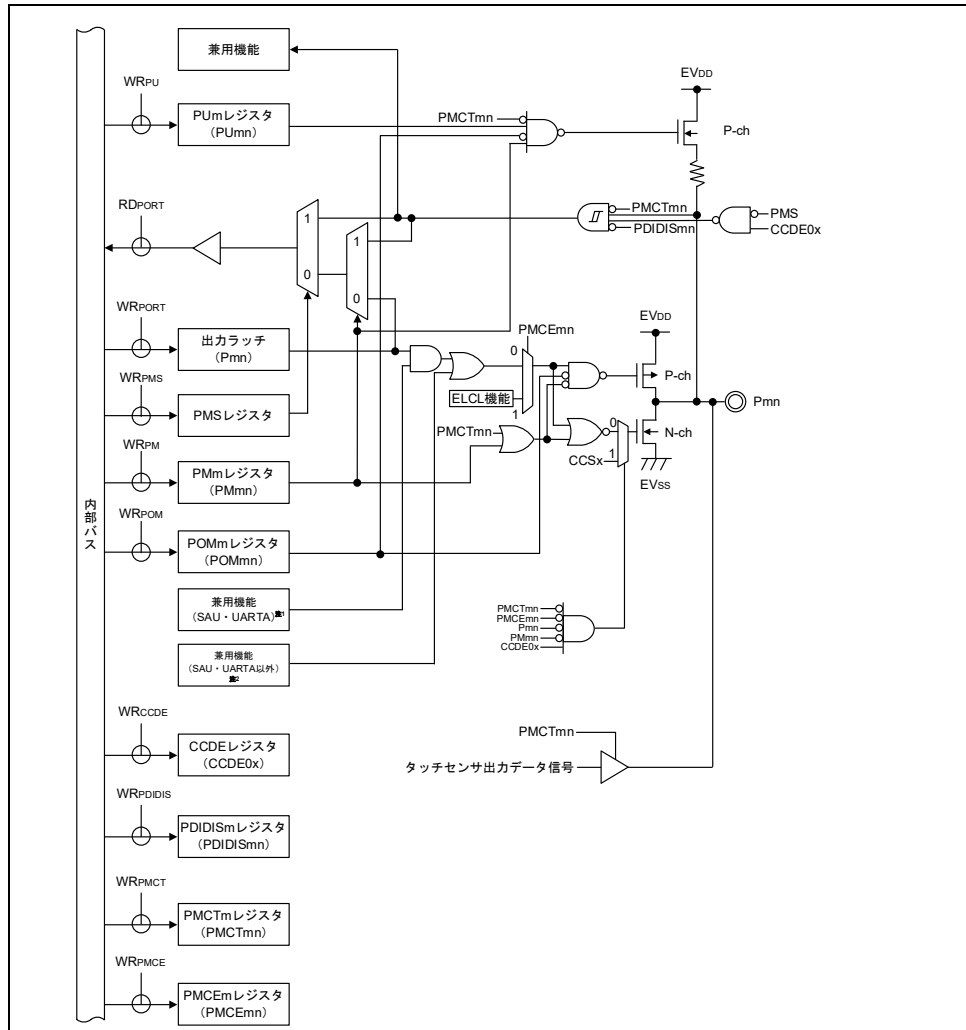 兼用機能
WRPU
PUmレジスタ
(PUmn)
PMCTmn
EVDD
P-ch
RDPORT
1
0
1
0
PMCTmn
PDIDISmn
PMS
CCDE0x
WRPORT
出力ラッチ
(Pmn)
PMCEmn
0
ELCL機能
1
EVDD
P-ch
Pmn
WRPMS
PMSレジスタ
PMCTmn
0
1
CCSx
N-ch
EVSS
WRPM
PMmレジスタ
(PMmn)
内部バス
WRPOM
POMmレジスタ
(POMmn)
兼用機能
(SAU・UARTA)注1
PMCTmn
PMCEmn
Pmn
PMmn
CCDE0x
兼用機能
(SAU・UARTA以外)
注2
WRCCDE
CCDEレジスタ
(CCDE0x)
PMCTmn
タッチセンサ出力データ信号
WRPDIDIS
PDIDISmレジスタ
(PDIDISmn)
WRPMCT
PMCTmレジスタ
(PMCTmn)
WRPMCE
PMCEmレジスタ
(PMCEmn)